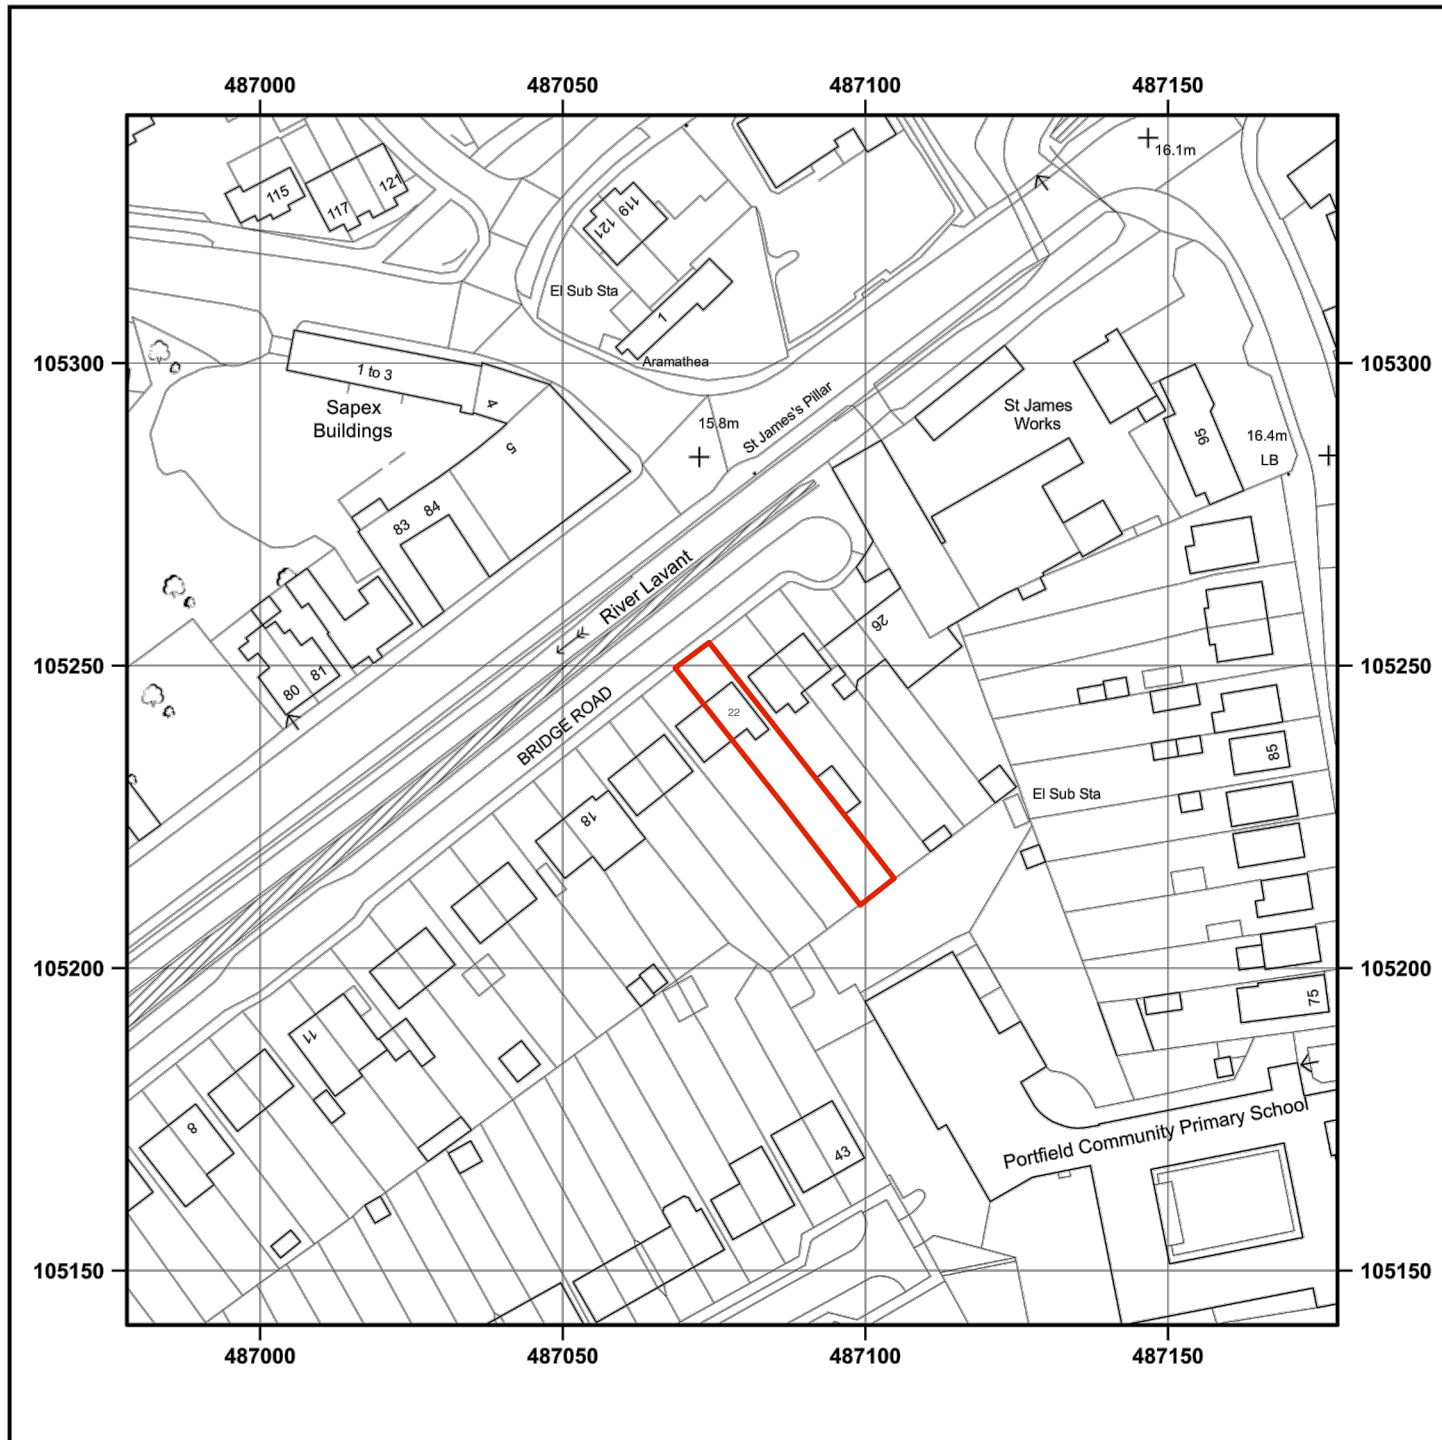 487000 487050 487100 487150
16.1m
115
117
121
119
121
El Sub Sta
1
Aramathea
105300 105300
1 to 3
4
Sapex
Buildings
5
15.8m
St James's Pillar
St James
Works
95
16.4m
LB
83
84
River Lavant
26
105250 105250
80
81
BRIDGE ROAD
22
18
85
El Sub Sta
105200 105200
75
11
8
43
Portfield Community Primary School
105150 105150
487000 487050 487100 487150